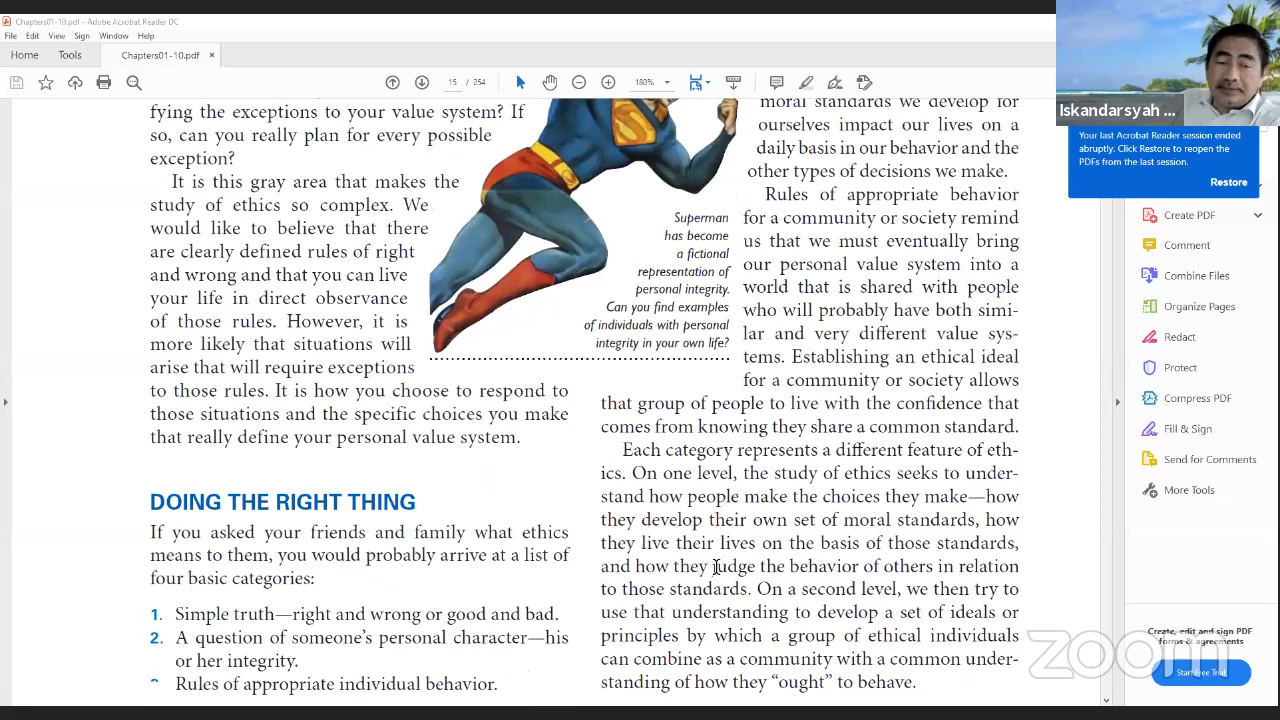 Chapters01-10.pdf - Adobe Acrobat Reader DC
File Edit View Sign Window Help
Home Tools Chapters01-10.pdf ×
15 / 254
180%
fying the exceptions to your value system? If
so, can you really plan for every possible
exception?
It is this gray area that makes the
study of ethics so complex. We
would like to believe that there
are clearly defined rules of right
and wrong and that you can live
your life in direct observance
of those rules. However, it is
more likely that situations will
arise that will require exceptions
to those rules. It is how you choose to respond to
those situations and the specific choices you make
that really define your personal value system.
DOING THE RIGHT THING
If you asked your friends and family what ethics
means to them, you would probably arrive at a list of
four basic categories:
1. Simple truth—right and wrong or good and bad.
2. A question of someone's personal character—his
or her integrity.
Rules of appropriate individual behavior.
S
Superman
has become
a fictional
representation of
personal integrity.
Can you find examples
of individuals with personal
integrity in your own life?
moral standards we develop for
ourselves impact our lives on a
daily basis in our behavior and the
other types of decisions we make.
Rules of appropriate behavior
for a community or society remind
us that we must eventually bring
our personal value system into a
world that is shared with people
who will probably have both simi-
lar and very different value sys-
tems. Establishing an ethical ideal
for a community or society allows
that group of people to live with the confidence that
comes from knowing they share a common standard.
Each category represents a different feature of eth-
ics. On one level, the study of ethics seeks to under-
stand how people make the choices they make—how
they develop their own set of moral standards, how
they live their lives on the basis of those standards,
and how they judge the behavior of others in relation
to those standards. On a second level, we then try to
use that understanding to develop a set of ideals or
principles by which a group of ethical individuals
can combine as a community with a common under-
standing of how they “ought” to behave.
Iskandarsyah ...
Your last Acrobat Reader session ended
abruptly. Click Restore to reopen the
PDFs from the last session.
Restore
Create PDF
Comment
Combine Files
Organize Pages
Redact
Protect
Compress PDF
Fill & Sign
Send for Comments
More Tools
Create, edit and sign PDF
forms & agreements
Start Free Trial
zoom